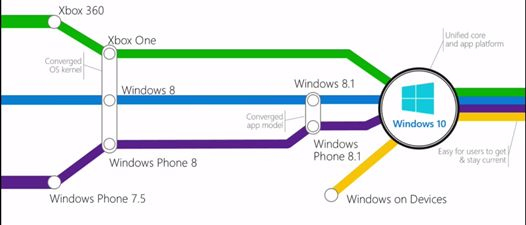 Xbox 360
Xbox One
Unified core
and app platform
Converged
OS kernel
Windows 8
Windows 8.1
Windows 10
Converged
app model
Windows Phone 8
Windows
Phone 8.1
Easy for users to get
& stay current
Windows Phone 7.5
Windows on Devices